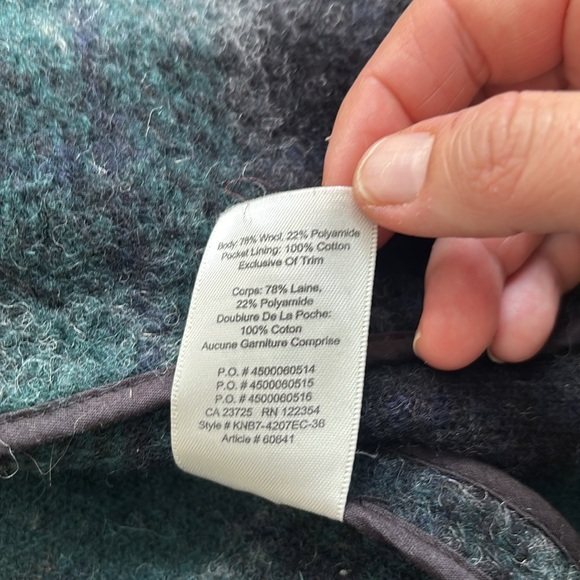 Body: 78% Wool, 22% Polyamide
Pocket Lining: 100% Cotton
Exclusive Of Trim
Corps: 78% Laine,
22% Polyamide
Doublure De La Poche:
100% Coton
Aucune Garniture Comprise
P.O. # 4500060514
P.O. # 4500060515
P.O. # 4500060516
CA 23725 RN 122354
Style # KNB7-4207EC-36
Article # 60641